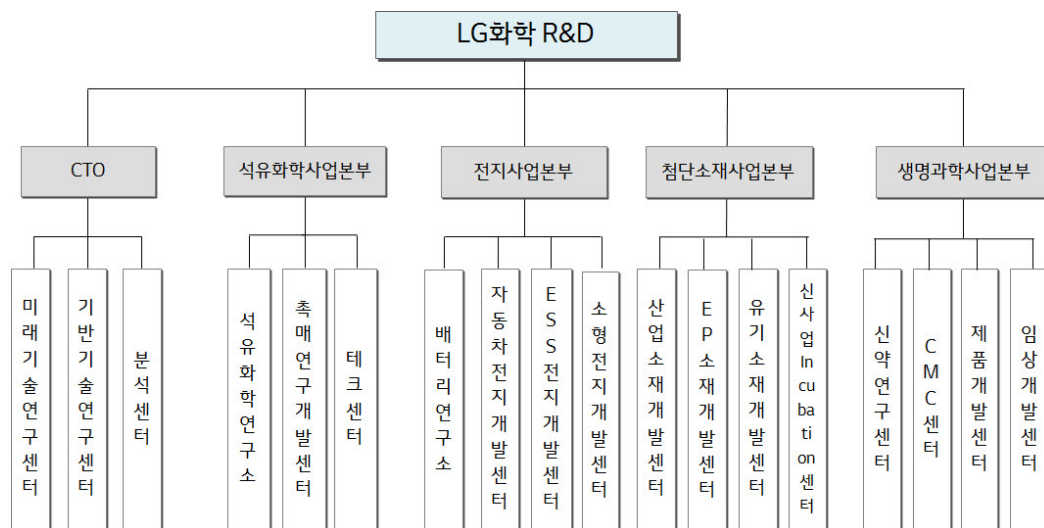 LG화학 R&D
CTO
석유화학사업본부
전지사업본부
첨단소재사업본부
생명과학사업본부
미래기술연구센터
기반기술연구센터
분석센터
석유화학연구소
촉매연구개발센터
테크센터
배터리연구소
자동차전지개발센터
ESS전지개발센터
소형전지개발센터
산업소재개발센터
EP소재개발센터
유기소재개발센터
신사업Incubation센터
신약연구센터
CMC센터
제품개발센터
임상개발센터